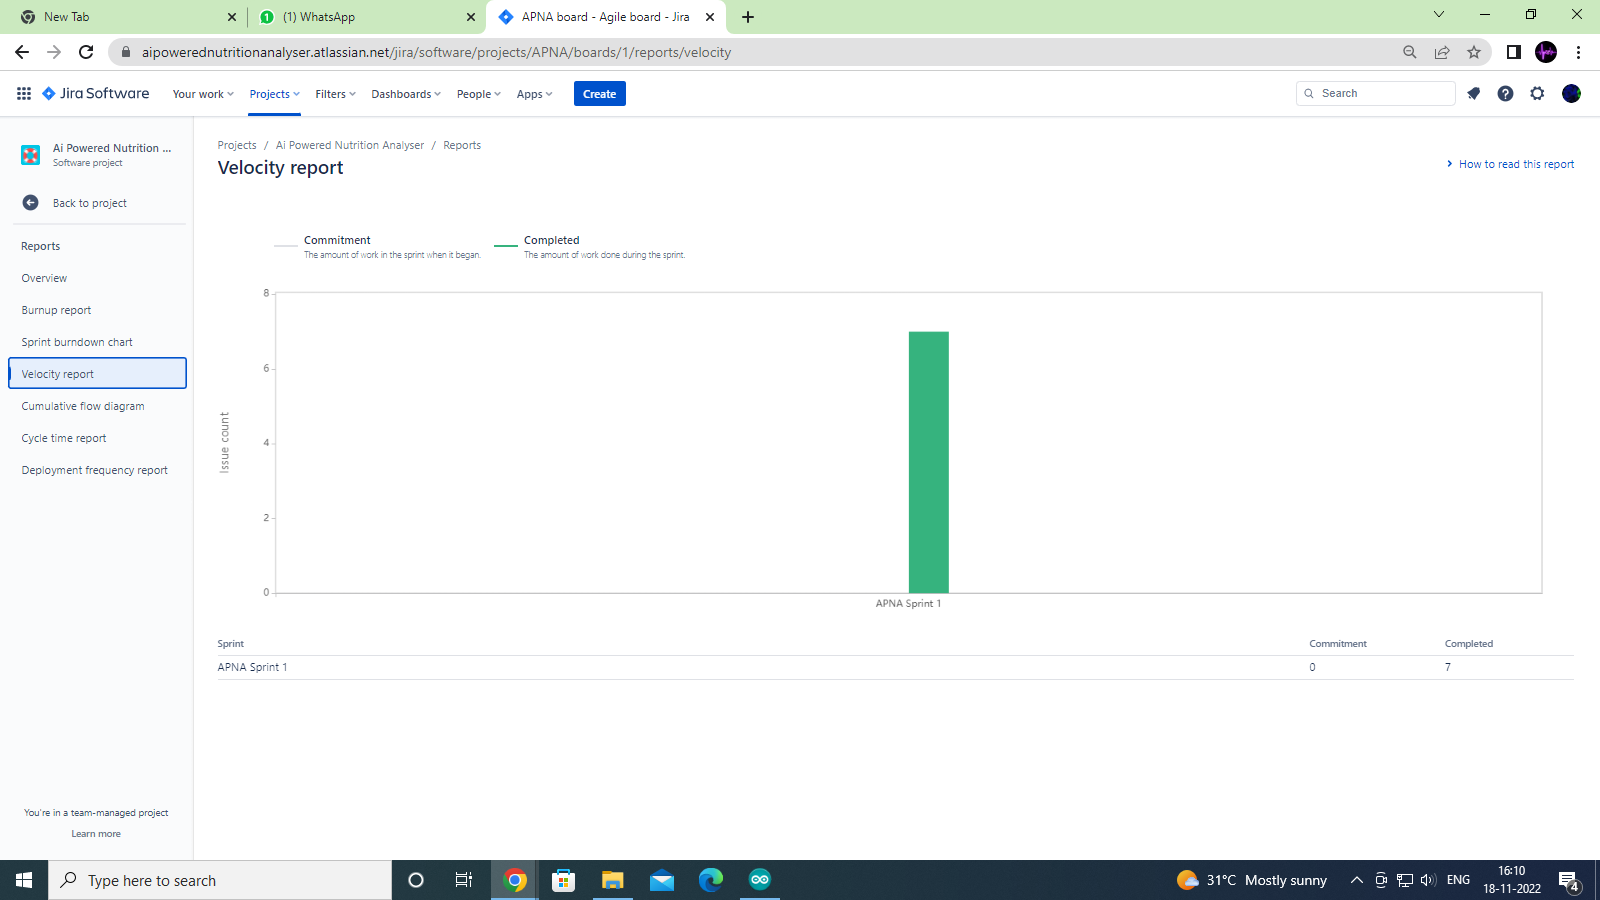 New Tab
(1) WhatsApp
APNA board - Agile board - Jira
aipowerednutritionanalyser.atlassian.net/jira/software/projects/APNA/boards/1/reports/velocity
Jira Software
Your work
Projects
Filters
Dashboards
People
Apps
Create
Search
Ai Powered Nutrition ...
Software project
Back to project
Reports
Overview
Burnup report
Sprint burndown chart
Velocity report
Cumulative flow diagram
Cycle time report
Deployment frequency report
You're in a team-managed project
Learn more
Projects / Ai Powered Nutrition Analyser / Reports
Velocity report
How to read this report
Commitment
The amount of work in the sprint when it began.
Completed
The amount of work done during the sprint.
8
6
4
2
0
Issue count
APNA Sprint 1
Sprint Commitment Completed
APNA Sprint 1 0 7
Type here to search
31°C Mostly sunny
ENG
16:10
18-11-2022
4